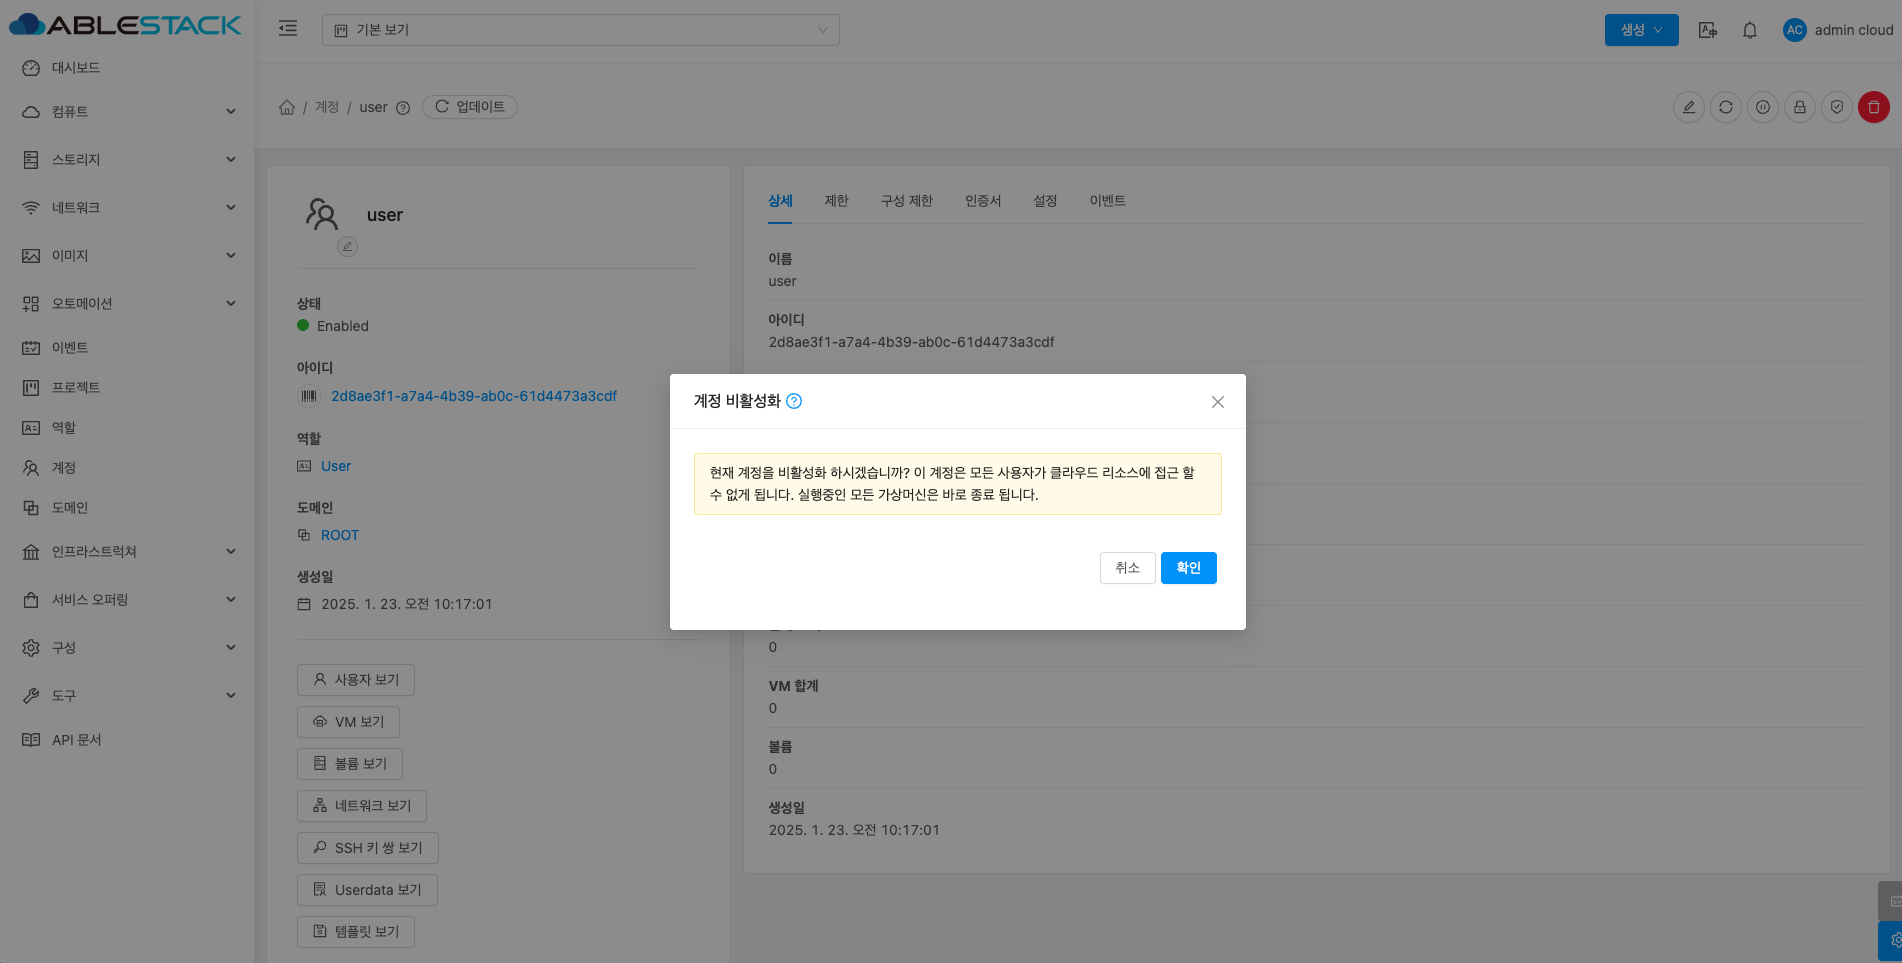 ABLESTACK
기본 보기
생성
AC
admin cloud
대시보드
컴퓨트
스토리지
네트워크
이미지
오토메이션
이벤트
프로젝트
역할
계정
도메인
인프라스트럭쳐
서비스 오퍼링
구성
도구
API 문서
/ 계정 / user
업데이트
user
상태
Enabled
아이디
2d8ae3f1-a7a4-4b39-ab0c-61d4473a3cdf
역할
User
도메인
ROOT
생성일
2025. 1. 23. 오전 10:17:01
사용자 보기
VM 보기
볼륨 보기
네트워크 보기
SSH 키 쌍 보기
Userdata 보기
템플릿 보기
상세 제한 구성 제한 인증서 설정 이벤트
이름
user
아이디
2d8ae3f1-a7a4-4b39-ab0c-61d4473a3cdf
계정 비활성화
현재 계정을 비활성화 하시겠습니까? 이 계정은 모든 사용자가 클라우드 리소스에 접근 할
수 없게 됩니다. 실행중인 모든 가상머신은 바로 종료 됩니다.
취소
확인
0
VM 합계
0
볼륨
0
생성일
2025. 1. 23. 오전 10:17:01